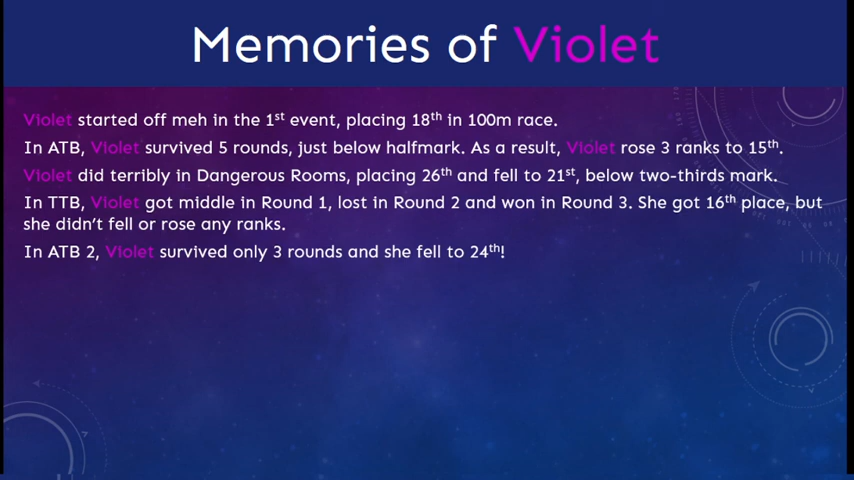 Memories of Violet
Violet started off meh in the 1st event, placing 18th in 100m race.
In ATB, Violet survived 5 rounds, just below halfmark. As a result, Violet rose 3 ranks to 15th.
Violet did terribly in Dangerous Rooms, placing 26th and fell to 21st, below two-thirds mark.
In TTB, Violet got middle in Round 1, lost in Round 2 and won in Round 3. She got 16th place, but
she didn't fell or rose any ranks.
In ATB 2, Violet survived only 3 rounds and she fell to 24th!